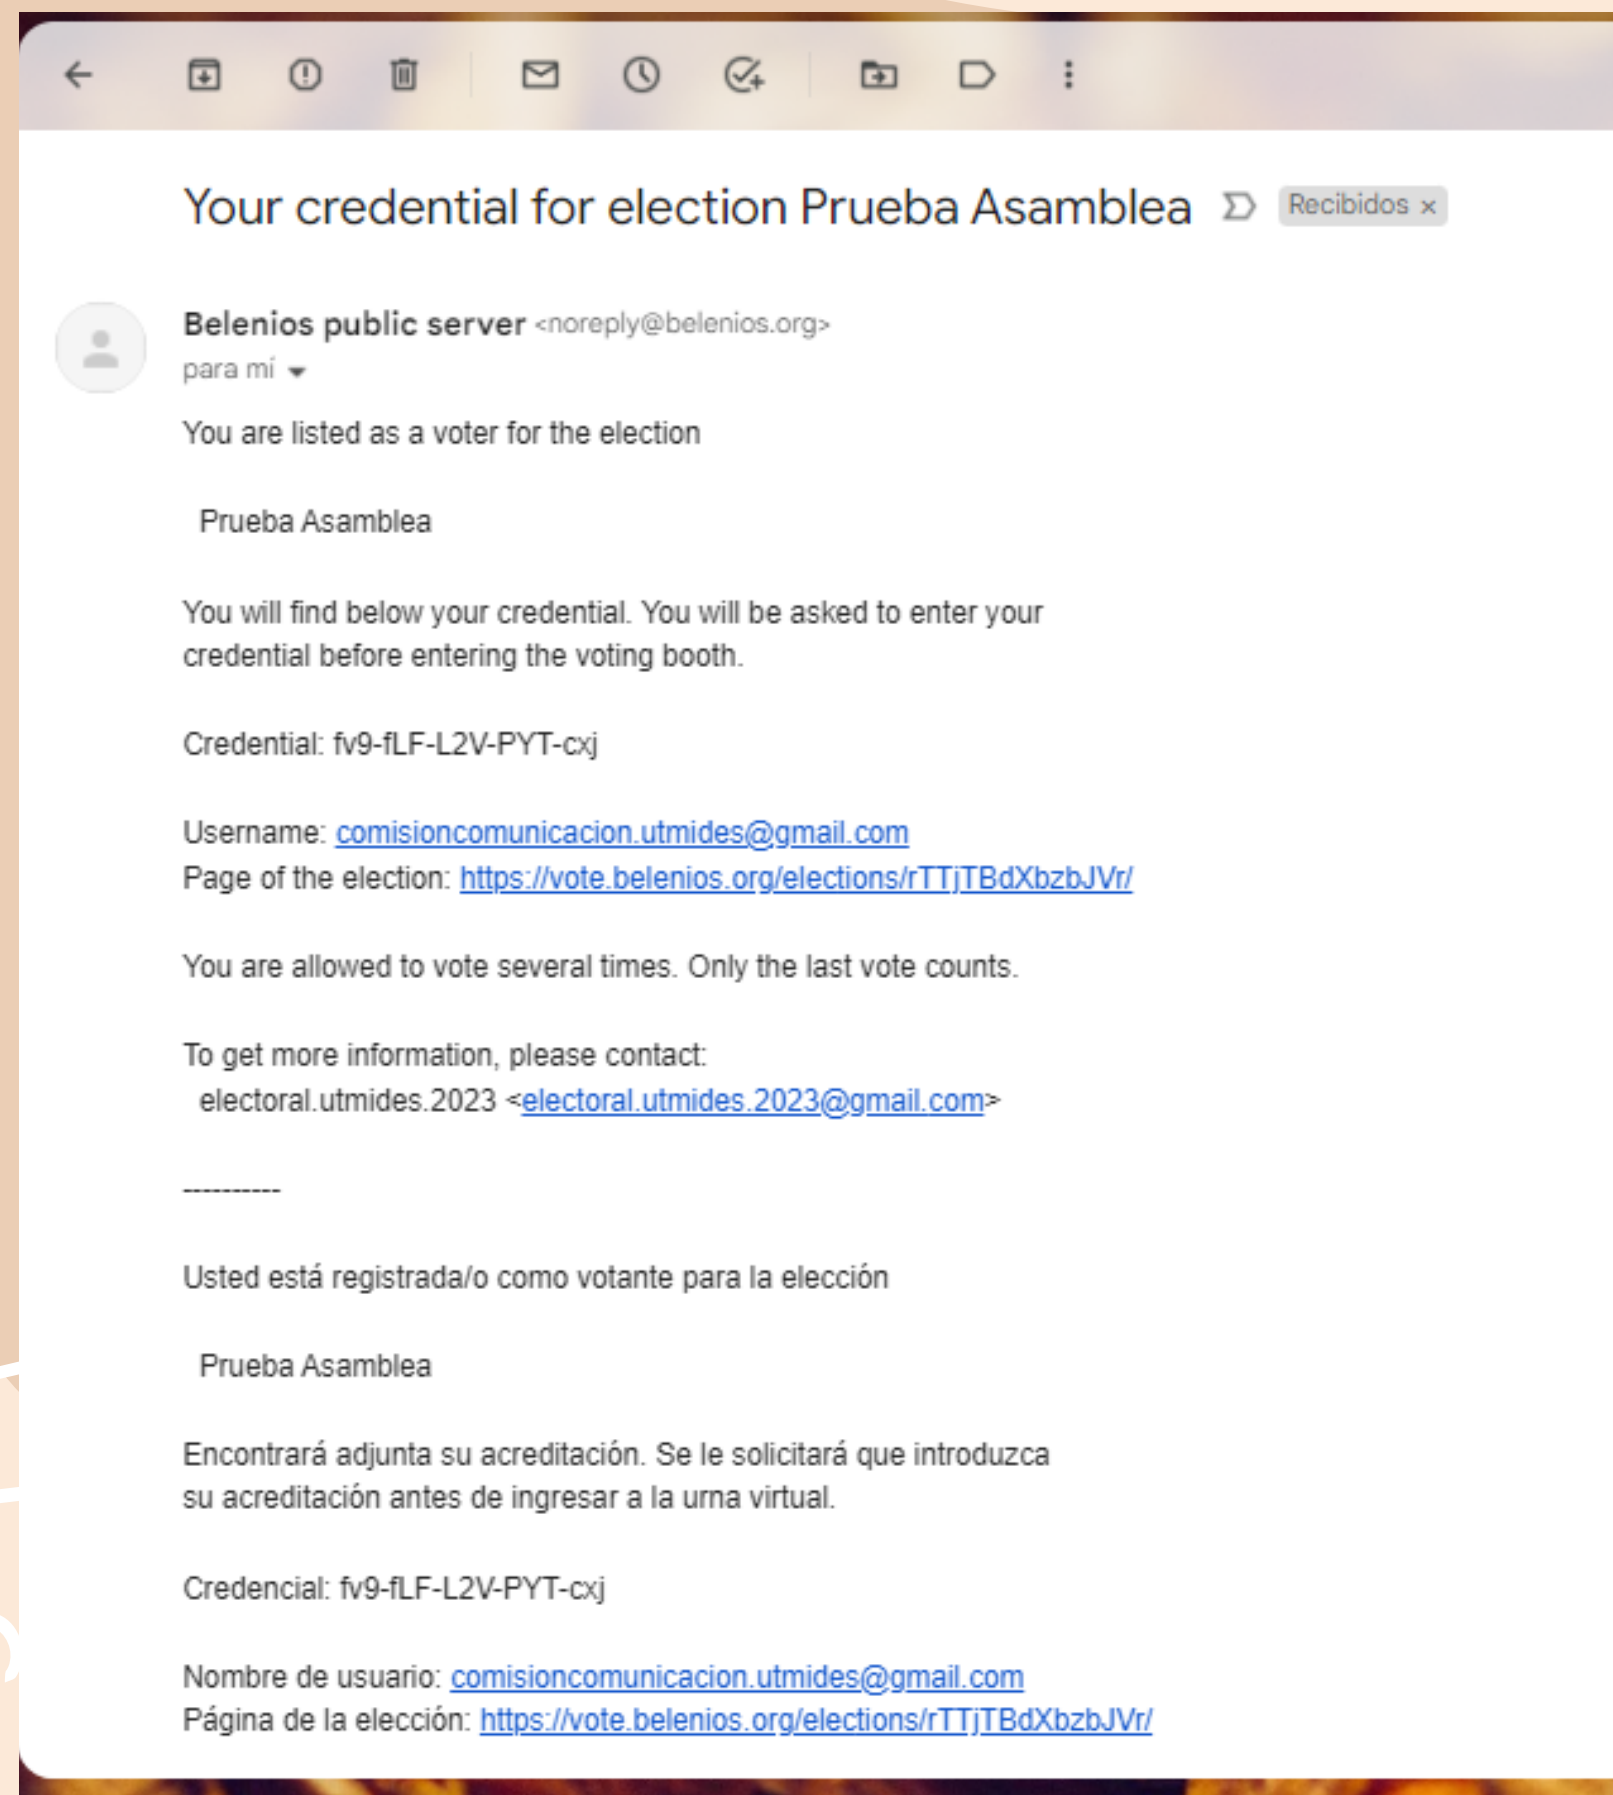 Your credential for election Prueba Asamblea Recibidos x
Belenios public server <noreply@belenios.org>
para mí
You are listed as a voter for the election
Prueba Asamblea
You will find below your credential. You will be asked to enter your
credential before entering the voting booth.
Credential: fv9-fLF-L2V-PYT-cxj
Username: comisioncomunicacion.utmides@gmail.com
Page of the election: https://vote.belenios.org/elections/rTTjTBdXbzbJVr/
You are allowed to vote several times. Only the last vote counts.
To get more information, please contact:
electoral.utmides.2023 <electoral.utmides.2023@gmail.com>
----------
Usted está registrada/o como votante para la elección
Prueba Asamblea
Encontrará adjunta su acreditación. Se le solicitará que introduzca
su acreditación antes de ingresar a la urna virtual.
Credencial: fv9-fLF-L2V-PYT-cxj
Nombre de usuario: comisioncomunicacion.utmides@gmail.com
Página de la elección: https://vote.belenios.org/elections/rTTjTBdXbzbJVr/